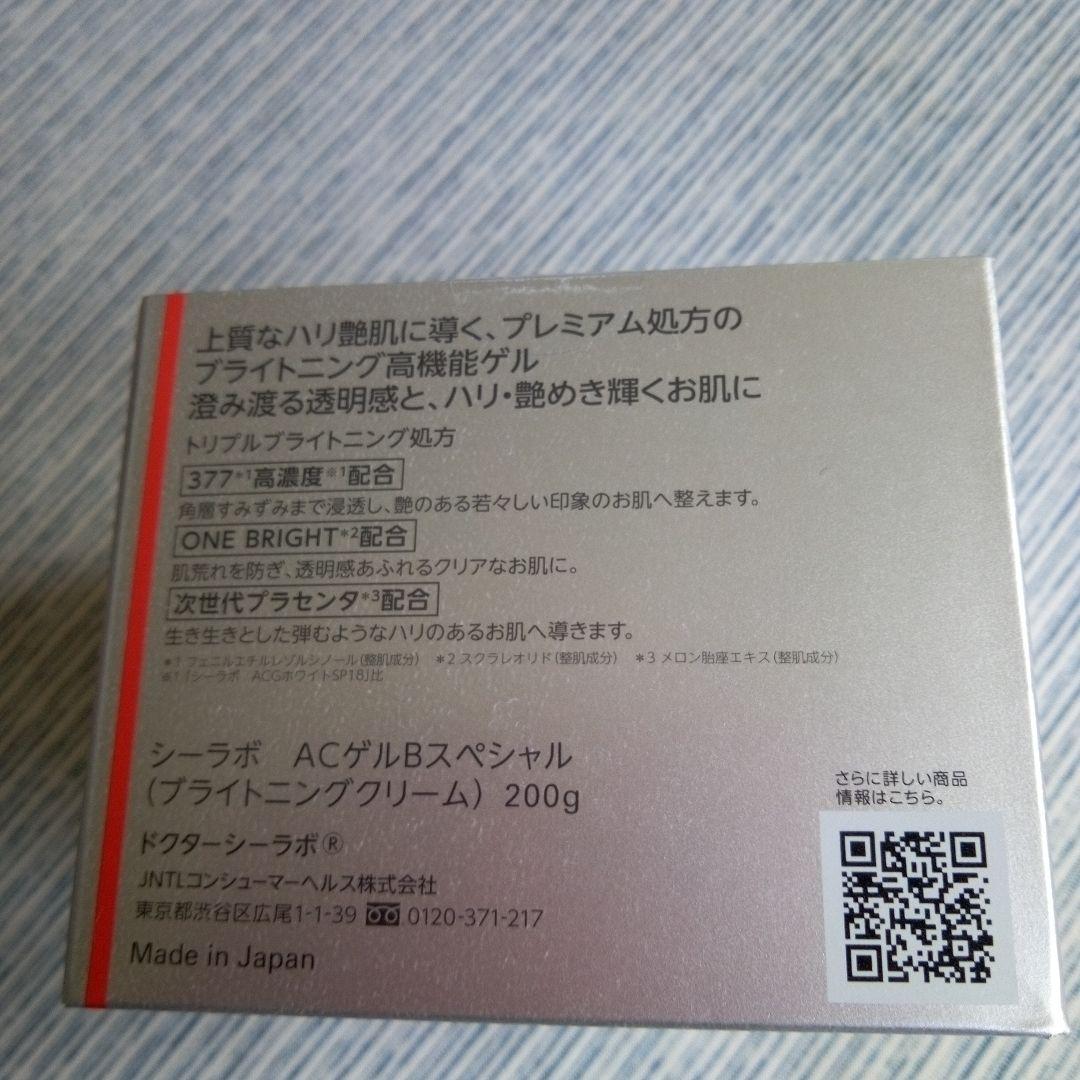 上質なハリ艶肌に導く、プレミアム処方の
ブライトニング高機能ゲル
澄み渡る透明感と、ハリ・艶めき輝くお肌に
トリプルブライトニング処方
377*1高濃度※1配合
角層すみずみまで浸透し、艶のある若々しい印象のお肌へ整えます。
ONE BRIGHT*2配合
肌荒れを防ぎ、透明感あふれるクリアなお肌に。
次世代プラセンタ*3配合
生き生きとした弾むようなハリのあるお肌へ導きます。
*1 フェニルエチルレゾルシノール(整肌成分) *2 スクラレオリド(整肌成分) *3 メロン胎座エキス(整肌成分)
※1「シーラボ ACGホワイトSP18」比
シーラボ ACゲルBスペシャル
(ブライトニングクリーム) 200g
ドクターシーラボ®
JNTLコンシューマーヘルス株式会社
東京都渋谷区広尾1-1-39 0120-371-217
Made in Japan
さらに詳しい商品
情報はこちら。